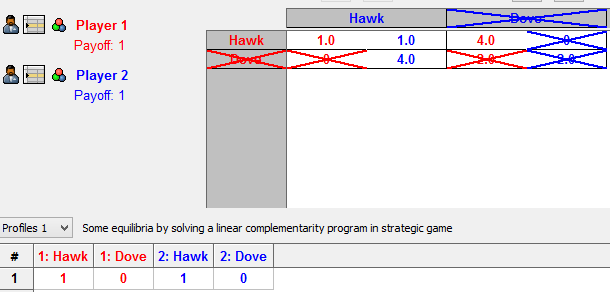 Hawk Dove
Player 1
Payoff: 1
Hawk 1.0 1.0 4.0 0
Dove 0 4.0 2.0 2.0
Player 2
Payoff: 1
Profiles 1 Some equilibria by solving a linear complementarity program in strategic game
# 1: Hawk 1: Dove 2: Hawk 2: Dove
1 1 0 1 0